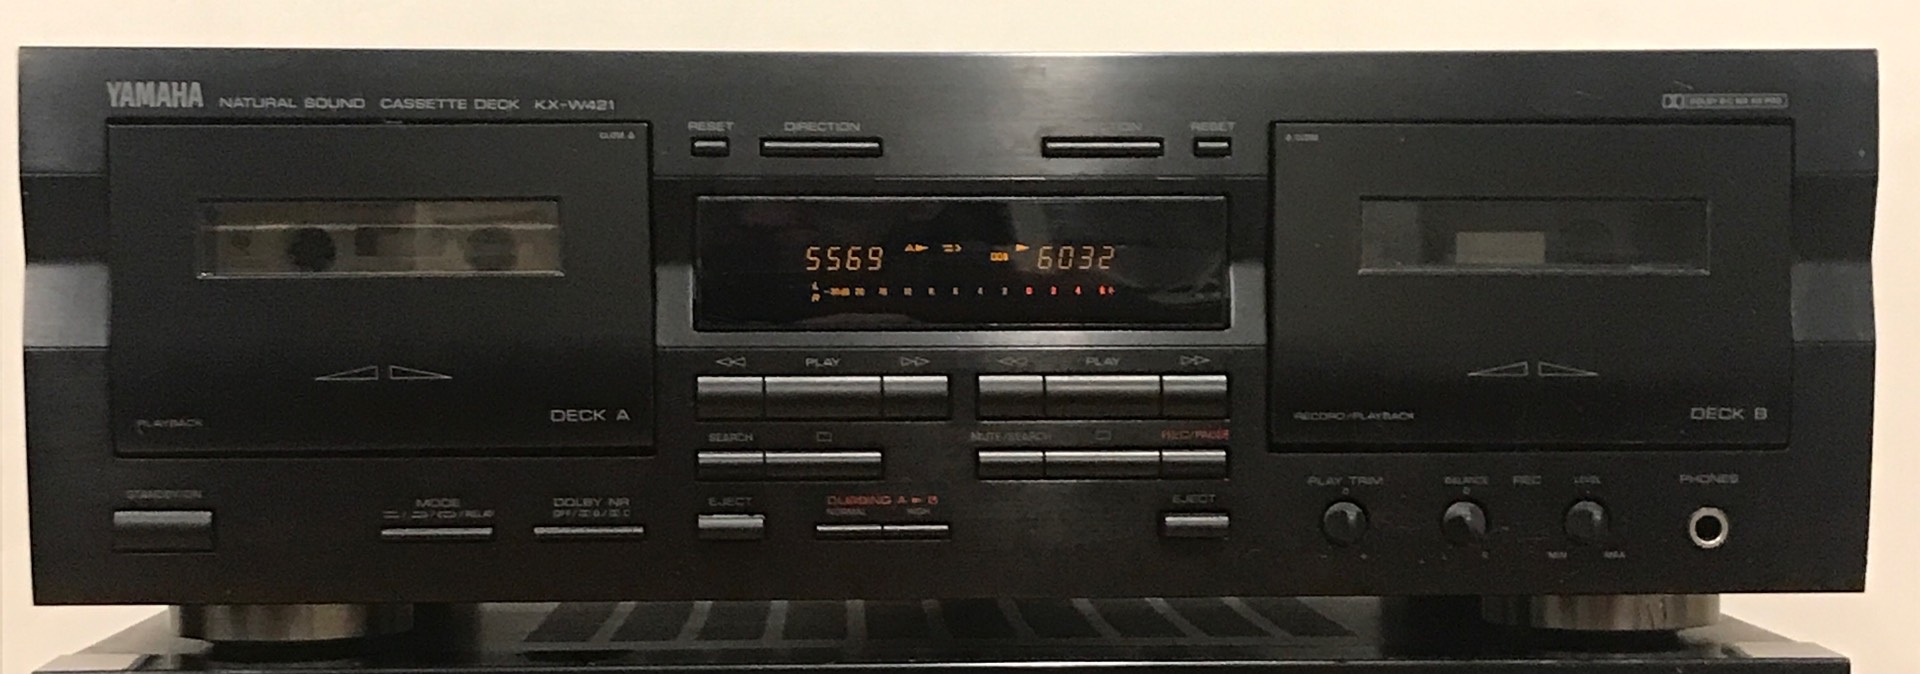 YAMAHA NATURAL SOUND CASSETTE DECK KX-W421
RESET DIRECTION
RESET
CLOSE
5569 6032
L
R
PLAY
PLAY
DECK A
PLAYBACK
DECK B
RECORD/PLAYBACK
SEARCH
MUTE/SEARCH
REC/PAUSE
STANDBY/ON
MODE
DOLBY NR
EJECT
DUBBING A ▸ B
NORMAL HIGH
EJECT
PLAY TRIM
BALANCE REC LEVEL
MIN MAX
PHONES